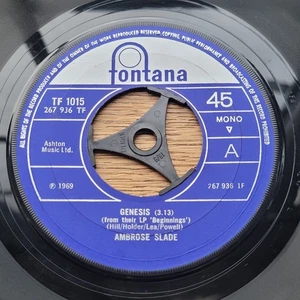 ALL RIGHTS OF THE RECORD PRODUCER AND OF THE OWNER OF THE WORK REPRODUCED RESERVED. UNAUTHORISED COPYING, PUBLIC PERFORMANCE AND BROADCASTING OF THIS RECORD PROHIBITED
fontana
TF 1015
267 936 TF
45
MONO
Ashton
Music Ltd.
A
℗ 1969
267 936 1F
GENESIS (3.13)
(from their LP 'Beginnings')
(Hill/Holder/Lea/Powell)
AMBROSE SLADE